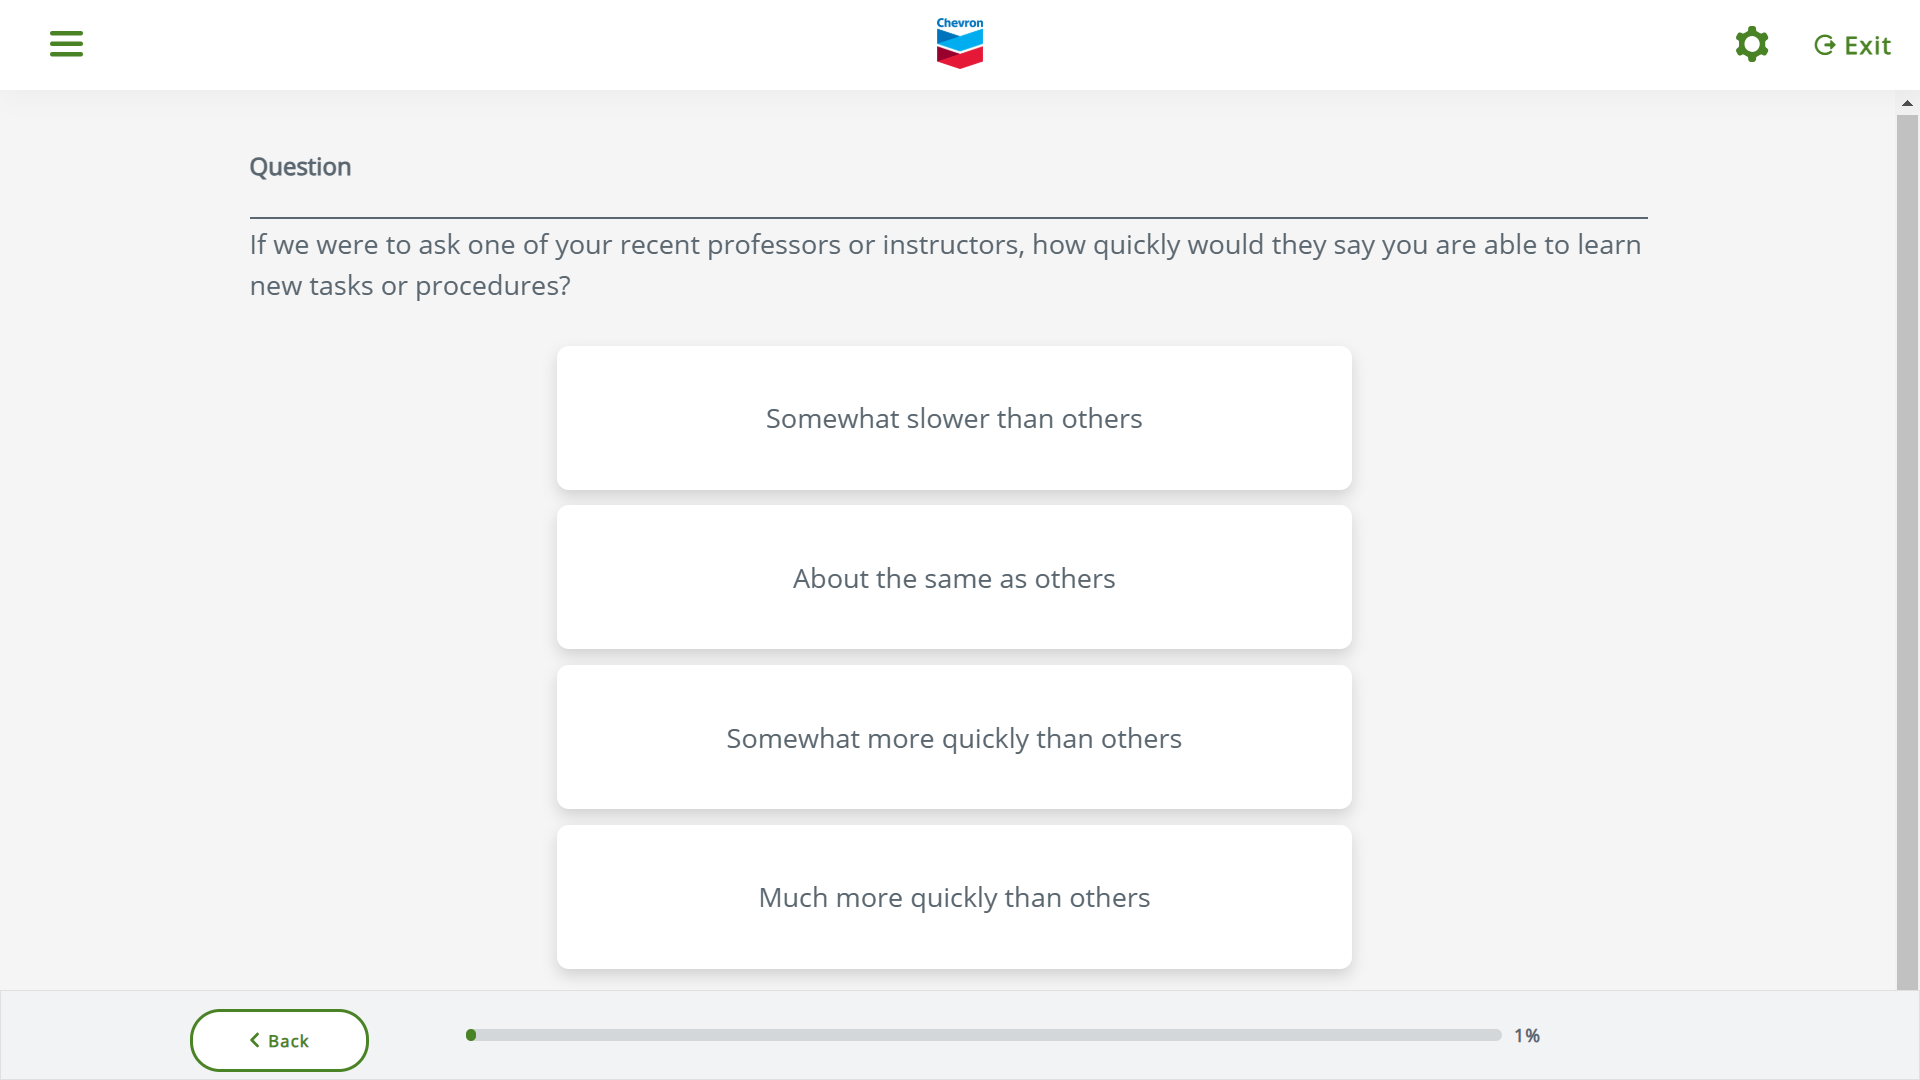 Chevron
Exit
Question
If we were to ask one of your recent professors or instructors, how quickly would they say you are able to learn
new tasks or procedures?
Somewhat slower than others
About the same as others
Somewhat more quickly than others
Much more quickly than others
Back
1%